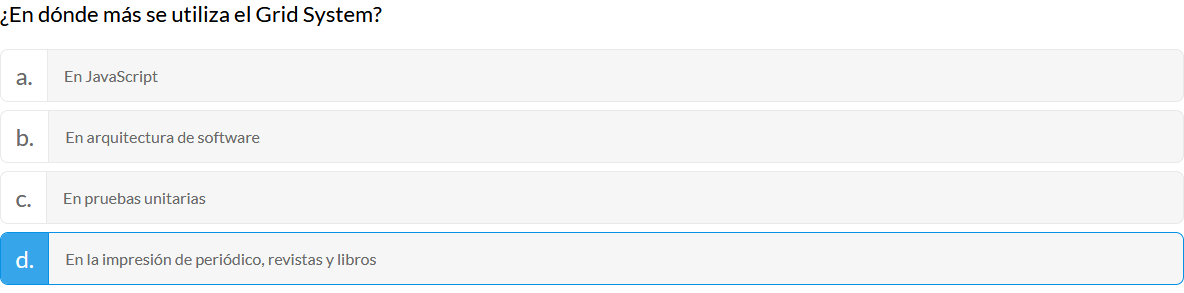 ¿En dónde más se utiliza el Grid System?
a. En JavaScript
b. En arquitectura de software
c. En pruebas unitarias
d. En la impresión de periódico, revistas y libros